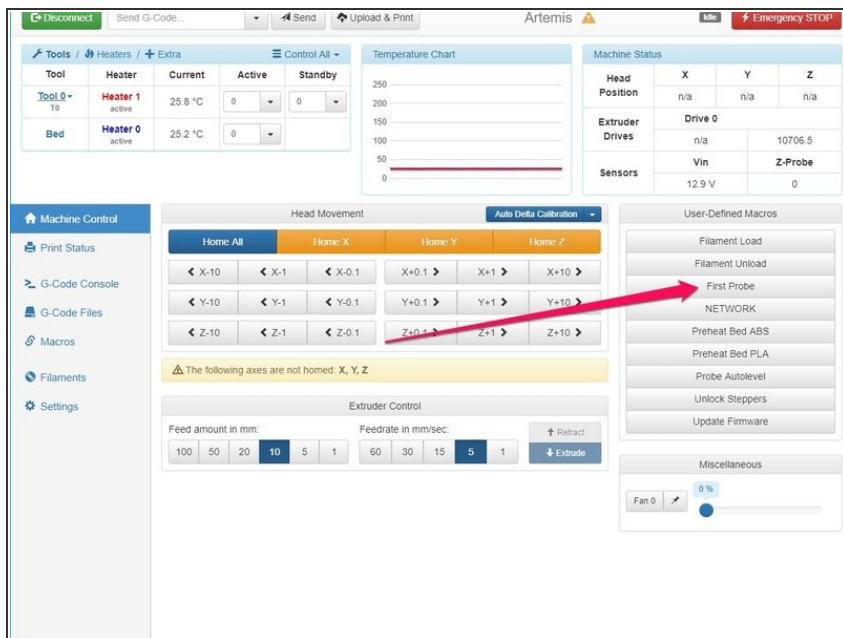 Disconnect Send G-Code... Send Upload & Print Artemis Idle Emergency STOP
Tools / Heaters / Extra Control All
Tool Heater Current Active Standby
Tool 0 Heater 1 25.8 °C 0 0
T0 active
Bed Heater 0 25.2 °C 0
active
Temperature Chart
250
200
150
100
50
0
Machine Status
Head Position X Y Z
n/a n/a n/a
Extruder Drives Drive 0
n/a 10706.5
Sensors Vin Z-Probe
12.9 V 0
Machine Control
Print Status
G-Code Console
G-Code Files
Macros
Filaments
Settings
Head Movement Auto Delta Calibration
Home All Home X Home Y Home Z
X-10 X-1 X-0.1 X+0.1 X+1 X+10
Y-10 Y-1 Y-0.1 Y+0.1 Y+1 Y+10
Z-10 Z-1 Z-0.1 Z+0.1 Z+1 Z+10
The following axes are not homed: X, Y, Z
Extruder Control
Feed amount in mm: Feedrate in mm/sec:
100 50 20 10 5 1 60 30 15 5 1
Retract
Extrude
User-Defined Macros
Filament Load
Filament Unload
First Probe
NETWORK
Preheat Bed ABS
Preheat Bed PLA
Probe Autolevel
Unlock Steppers
Update Firmware
Miscellaneous
Fan 0 0 %